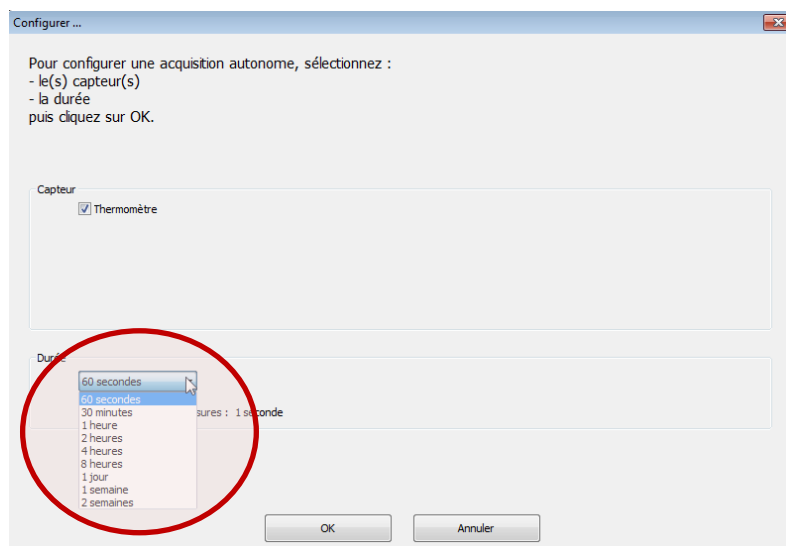 Configurer ...
Pour configurer une acquisition autonome, sélectionnez :
- le(s) capteur(s)
- la durée
puis cliquez sur OK.
Capteur
Thermomètre
Durée
60 secondes
60 secondes
30 minutes
sures : 1 seconde
1 heure
2 heures
4 heures
8 heures
1 jour
1 semaine
2 semaines
OK
Annuler